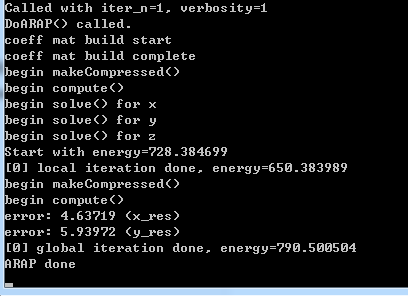 Called with iter_n=1, verbosity=1
DoARAP() called.
coeff mat build start
coeff mat build complete
begin makeCompressed()
begin compute()
begin solve() for x
begin solve() for y
begin solve() for z
Start with energy=728.384699
[0] local iteration done, energy=650.383989
begin makeCompressed()
begin compute()
error: 4.63719 (x_res)
error: 5.93972 (y_res)
[0] global iteration done, energy=790.500504
ARAP done